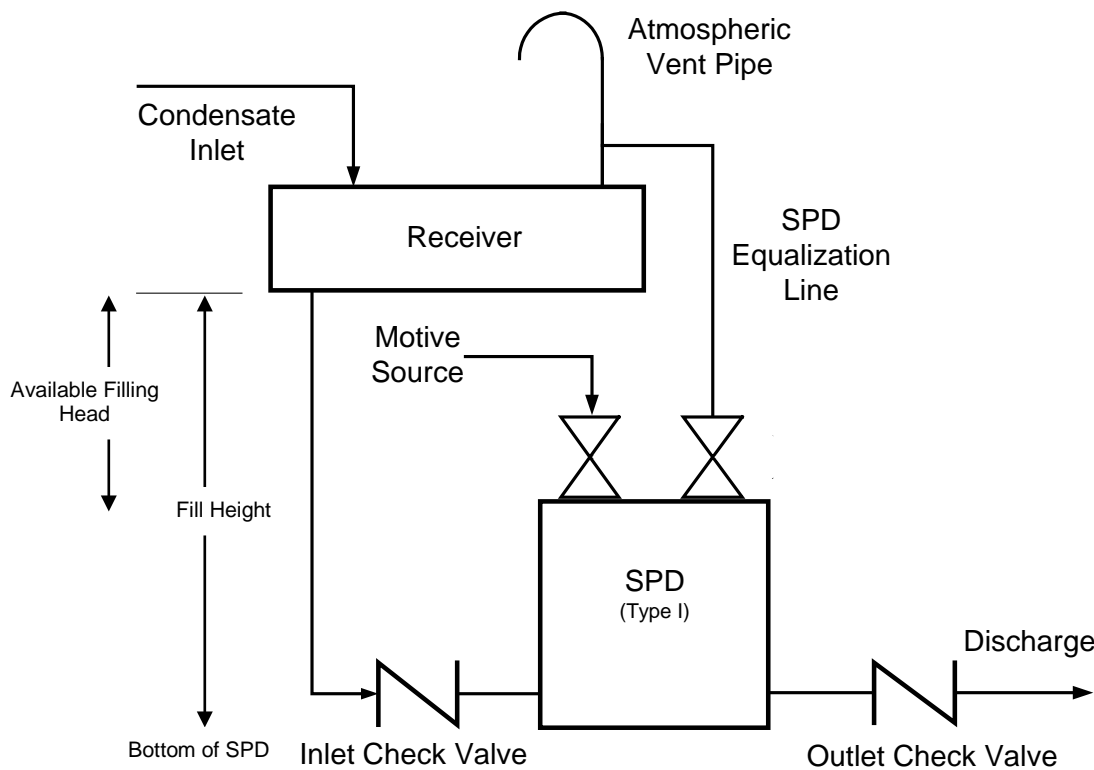 Atmospheric
Vent Pipe
Condensate
Inlet
Receiver
SPD
Equalization
Line
Motive
Source
Available Filling
Head
Fill Height
SPD
(Type I)
Discharge
Bottom of SPD
Inlet Check Valve
Outlet Check Valve